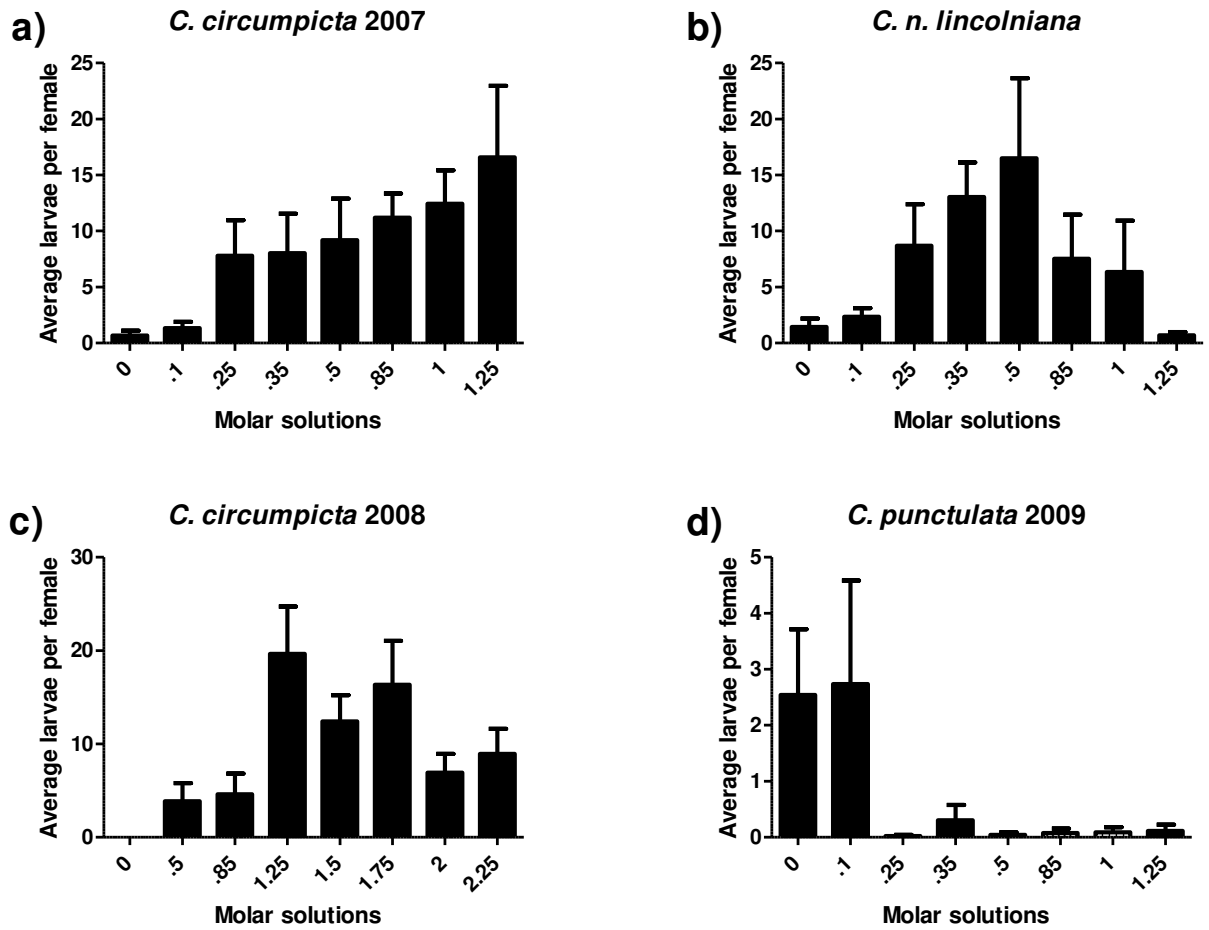 a)
C. circumpicta 2007
Average larvae per female
25
20
15
10
5
0
0 .1 .25 .35 .5 .85 1 1.25
Molar solutions
b)
C. n. lincolniana
Average larvae per female
25
20
15
10
5
0
0 .1 .25 .35 .5 .85 1 1.25
Molar solutions
c)
C. circumpicta 2008
Average larvae per female
30
20
10
0
0 .5 .85 1.25 1.5 1.75 2 2.25
Molar solutions
d)
C. punctulata 2009
Average larvae per female
5
4
3
2
1
0
0 .1 .25 .35 .5 .85 1 1.25
Molar solutions